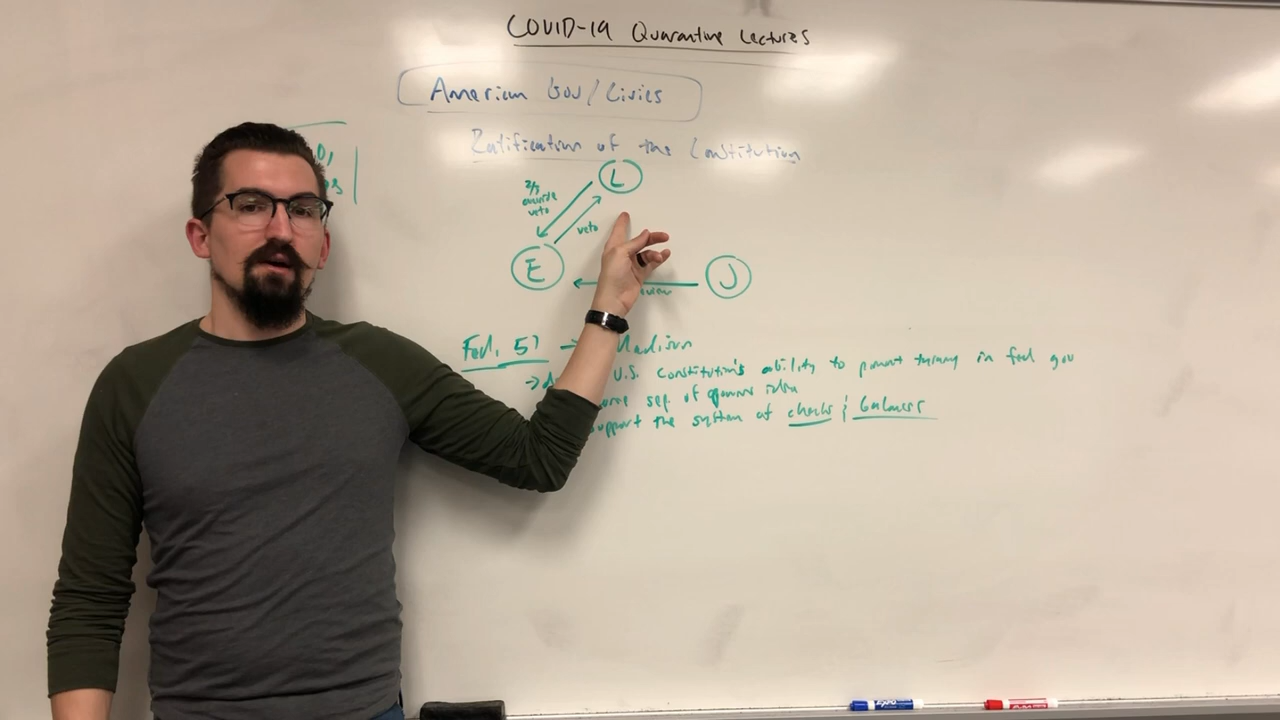 COVID-19 Quarantine Lectures
American Gov/Civics
Ratification of the Constitution
L
2/3
override
veto
veto
E
J
Fed. 51 → Madison
U.S. Constitution's ability to prevent tyranny in fed gov
sep. of powers idea
support the system of checks & balances
EXPO